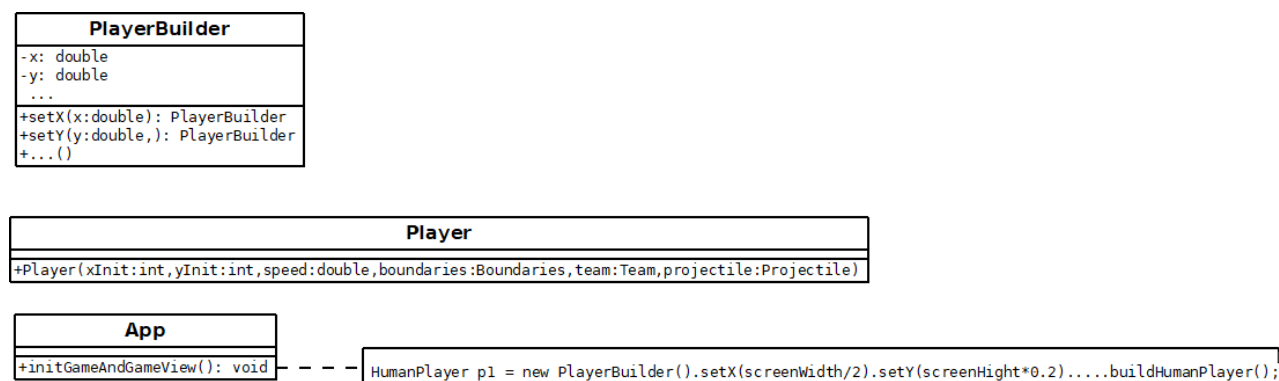 PlayerBuilder
-x: double
-y: double
...
+setX(x:double): PlayerBuilder
+setY(y:double,): PlayerBuilder
+...()
Player
+Player(xInit:int,yInit:int,speed:double,boundaries:Boundaries,team:Team,projectile:Projectile)
App
+initGameAndGameView(): void
HumanPlayer p1 = new PlayerBuilder().setX(screenWidth/2).setY(screenHight*0.2).....buildHumanPlayer();